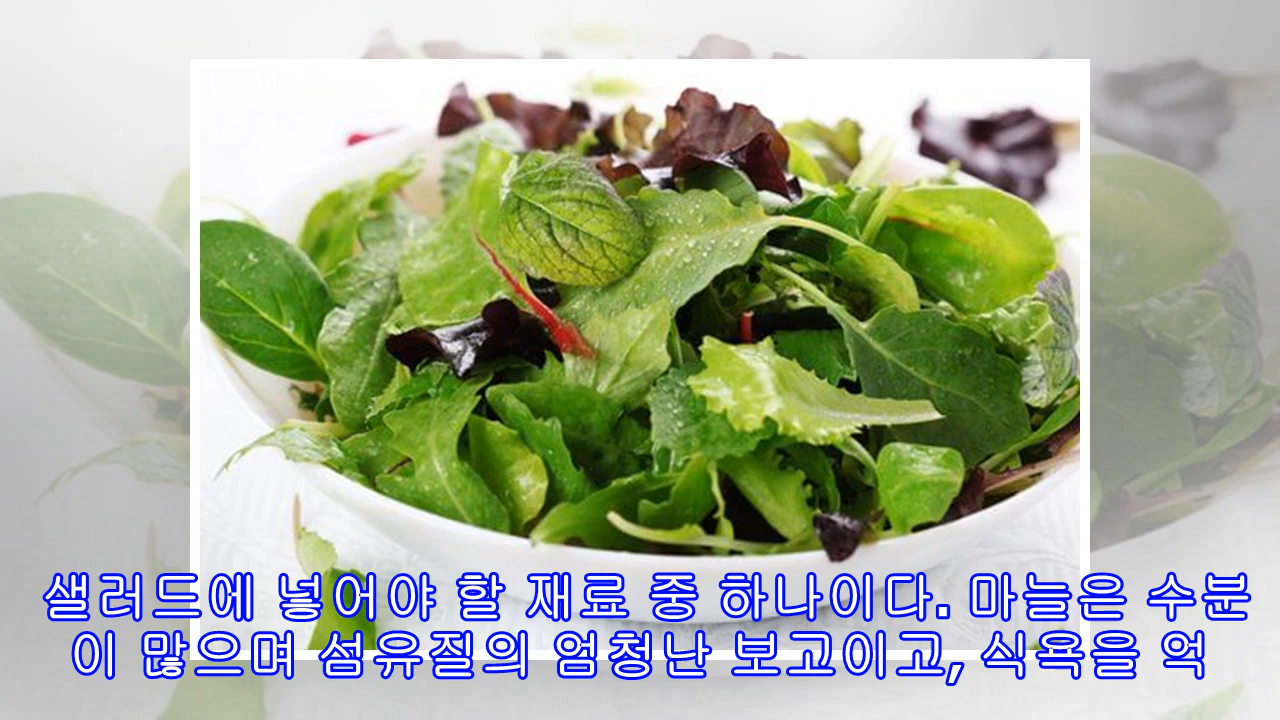 샐러드에 넣어야 할 재료 중 하나이다. 마늘은 수분
이 많으며 섬유질의 엄청난 보고이고, 식욕을 억